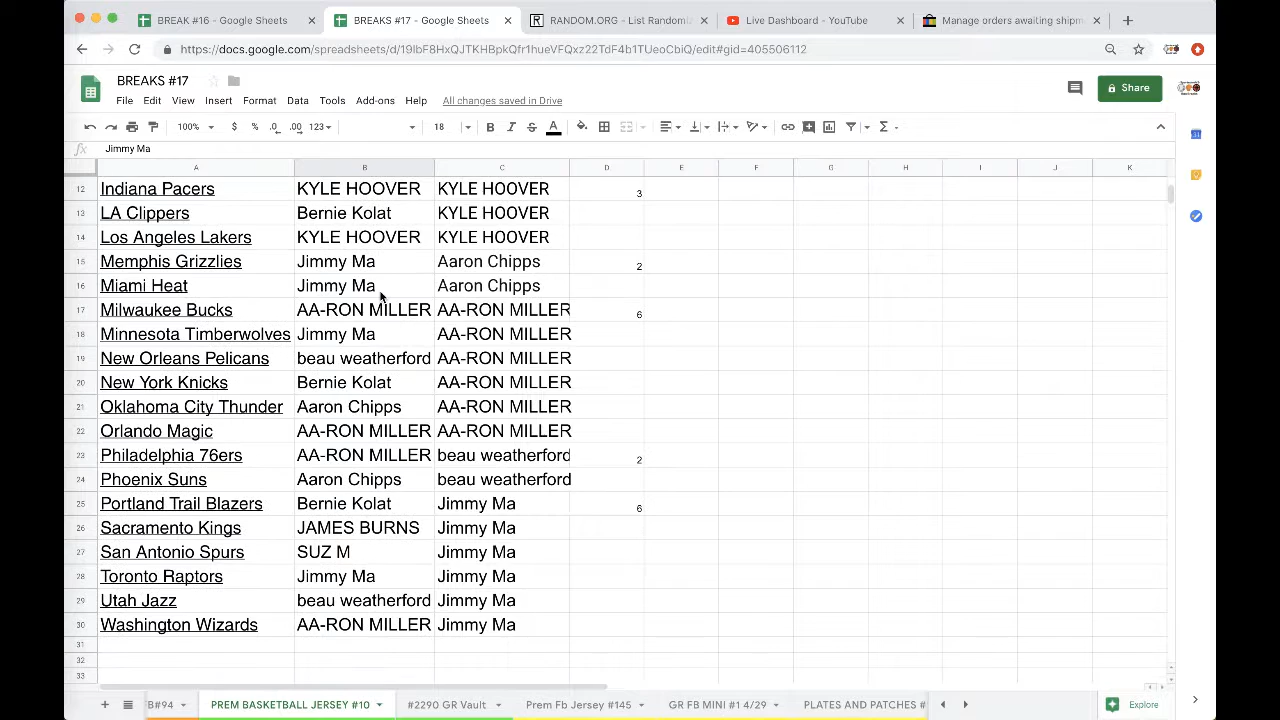 BREAK #16 - Google Sheets
BREAKS #17 - Google Sheets
RANDOM.ORG - List Randomi
Live Dashboard - YouTube
Manage orders awaiting shipm
BREAKS #17
File Edit View Insert Format Data Tools Add-ons Help All changes saved in Drive
Share
100% $ % .0 .00 123 18 B I S A
fx Jimmy Ma
A B C D E F G H I J K
12 Indiana Pacers KYLE HOOVER KYLE HOOVER 3
13 LA Clippers Bernie Kolat KYLE HOOVER
14 Los Angeles Lakers KYLE HOOVER KYLE HOOVER
15 Memphis Grizzlies Jimmy Ma Aaron Chipps 2
16 Miami Heat Jimmy Ma Aaron Chipps
17 Milwaukee Bucks AA-RON MILLER AA-RON MILLER 6
18 Minnesota Timberwolves Jimmy Ma AA-RON MILLER
19 New Orleans Pelicans beau weatherford AA-RON MILLER
20 New York Knicks Bernie Kolat AA-RON MILLER
21 Oklahoma City Thunder Aaron Chipps AA-RON MILLER
22 Orlando Magic AA-RON MILLER AA-RON MILLER
23 Philadelphia 76ers AA-RON MILLER beau weatherford 2
24 Phoenix Suns Aaron Chipps beau weatherford
25 Portland Trail Blazers Bernie Kolat Jimmy Ma 6
26 Sacramento Kings JAMES BURNS Jimmy Ma
27 San Antonio Spurs SUZ M Jimmy Ma
28 Toronto Raptors Jimmy Ma Jimmy Ma
29 Utah Jazz beau weatherford Jimmy Ma
30 Washington Wizards AA-RON MILLER Jimmy Ma
31
32
33
B#94 PREM BASKETBALL JERSEY #10 #290 GR Vault Prem Fb Jersey #145 GR FB MINI #1 4/29 PLATES AND PATCHES # Explore